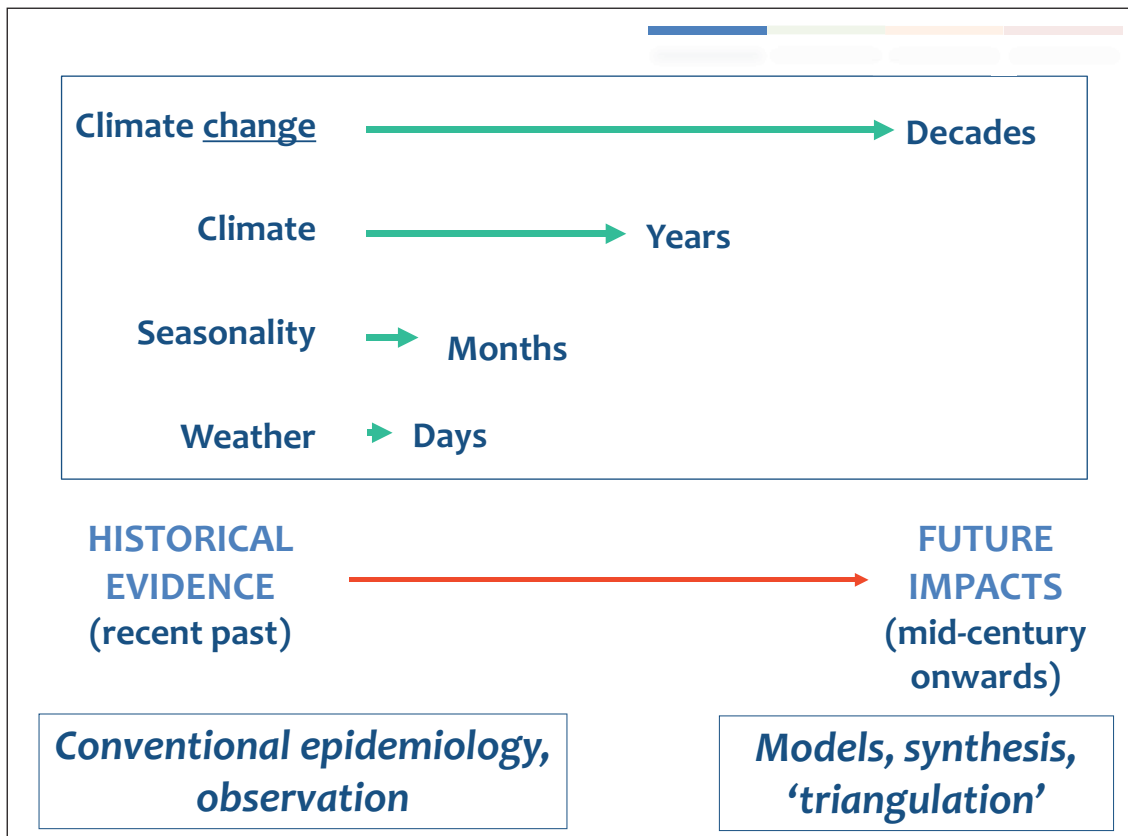 Climate change
Decades
Climate
Years
Seasonality
Months
Weather
Days
HISTORICAL
EVIDENCE
(recent past)
FUTURE
IMPACTS
(mid-century
onwards)
Conventional epidemiology,
observation
Models, synthesis,
‘triangulation’